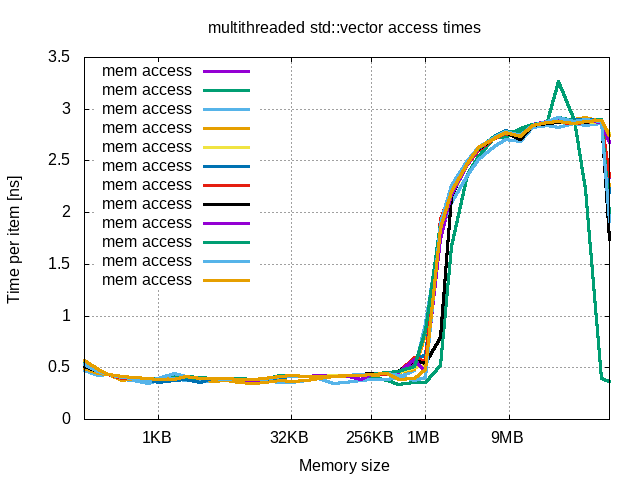 multithreaded std::vector access times
3.5
3
2.5
2
1.5
1
0.5
0
Time per item [ns]
mem access
mem access
mem access
mem access
mem access
mem access
mem access
mem access
mem access
mem access
mem access
mem access
1KB 32KB 256KB 1MB 9MB
Memory size